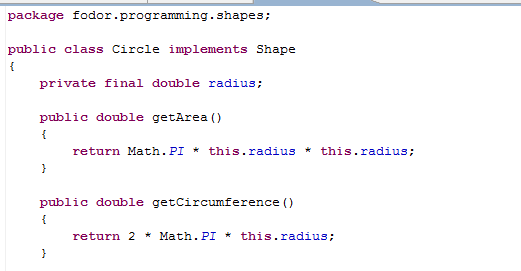 package fodor.programming.shapes;
public class Circle implements Shape
{
private final double radius;
public double getArea()
{
return Math.PI * this.radius * this.radius;
}
public double getCircumference()
{
return 2 * Math.PI * this.radius;
}